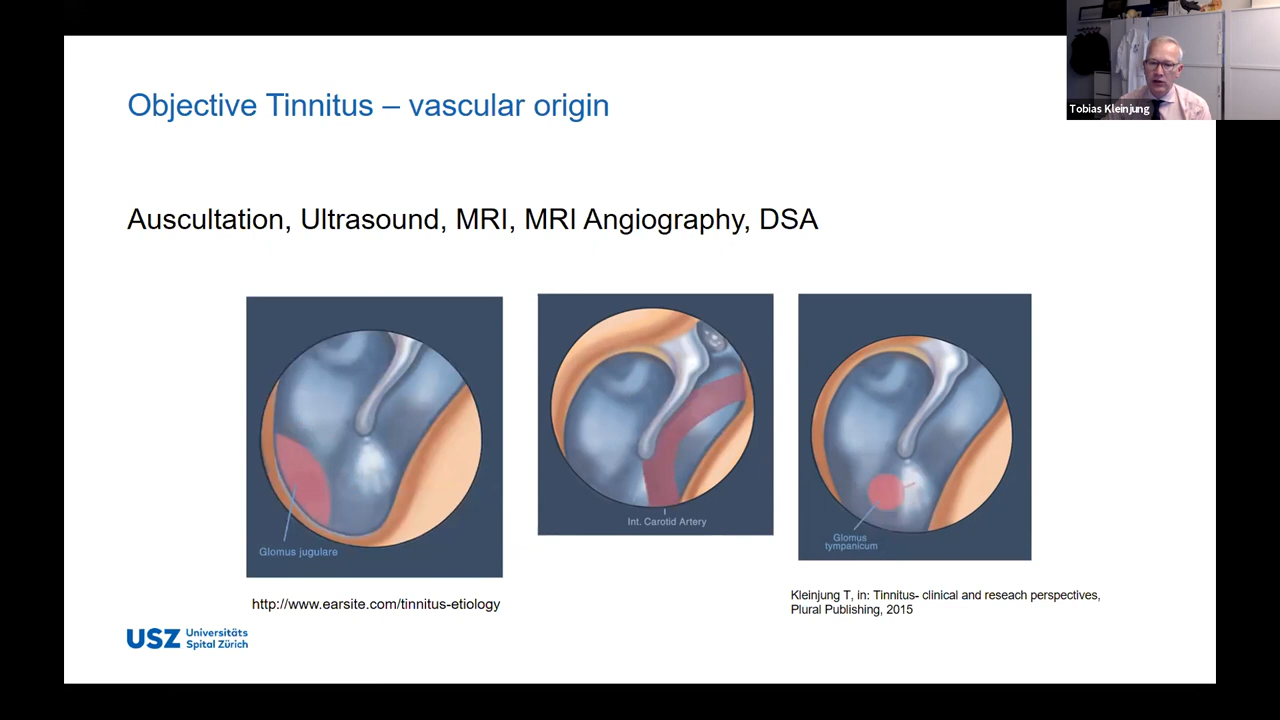 Objective Tinnitus – vascular origin
Tobias Kleinjung
Auscultation, Ultrasound, MRI, MRI Angiography, DSA
Glomus jugulare
Int. Carotid Artery
Glomus
tympanicum
http://www.earsite.com/tinnitus-etiology
Kleinjung T, in: Tinnitus- clinical and reseach perspectives,
Plural Publishing, 2015
USZ Universitäts
Spital Zürich